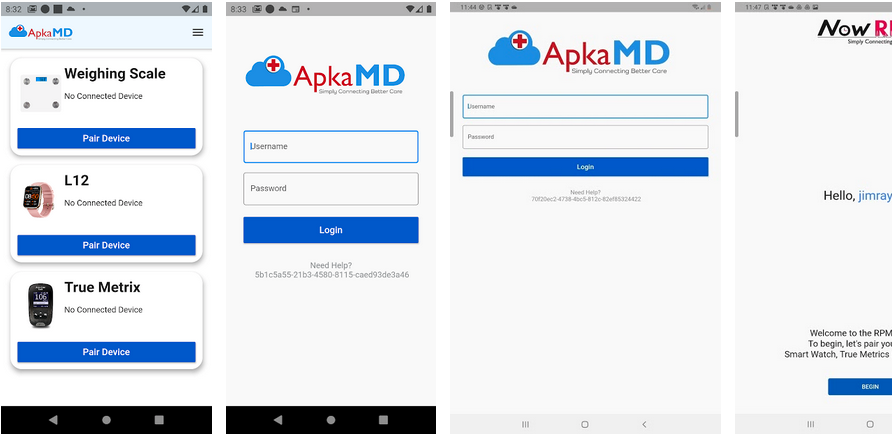 8:32
ApkaMD
Weighing Scale
No Connected Device
Pair Device
L12
No Connected Device
Pair Device
True Metrix
106
No Connected Device
Pair Device
8:33
ApkaMD
Simply Connecting Better Care
Username
Password
Login
Need Help?
5b1c5a55-21b3-4580-8115-caed93de3a46
11:44
ApkaMD
Simply Connecting Better Care
Username
Password
Login
Need Help?
70f20ec2-4738-4bc5-812c-82ef85324422
11:47
Now
Simply Connecting
Hello, jimray
Welcome to the RPM
To begin, let's pair
Smart Watch, True Metrics
BEGIN